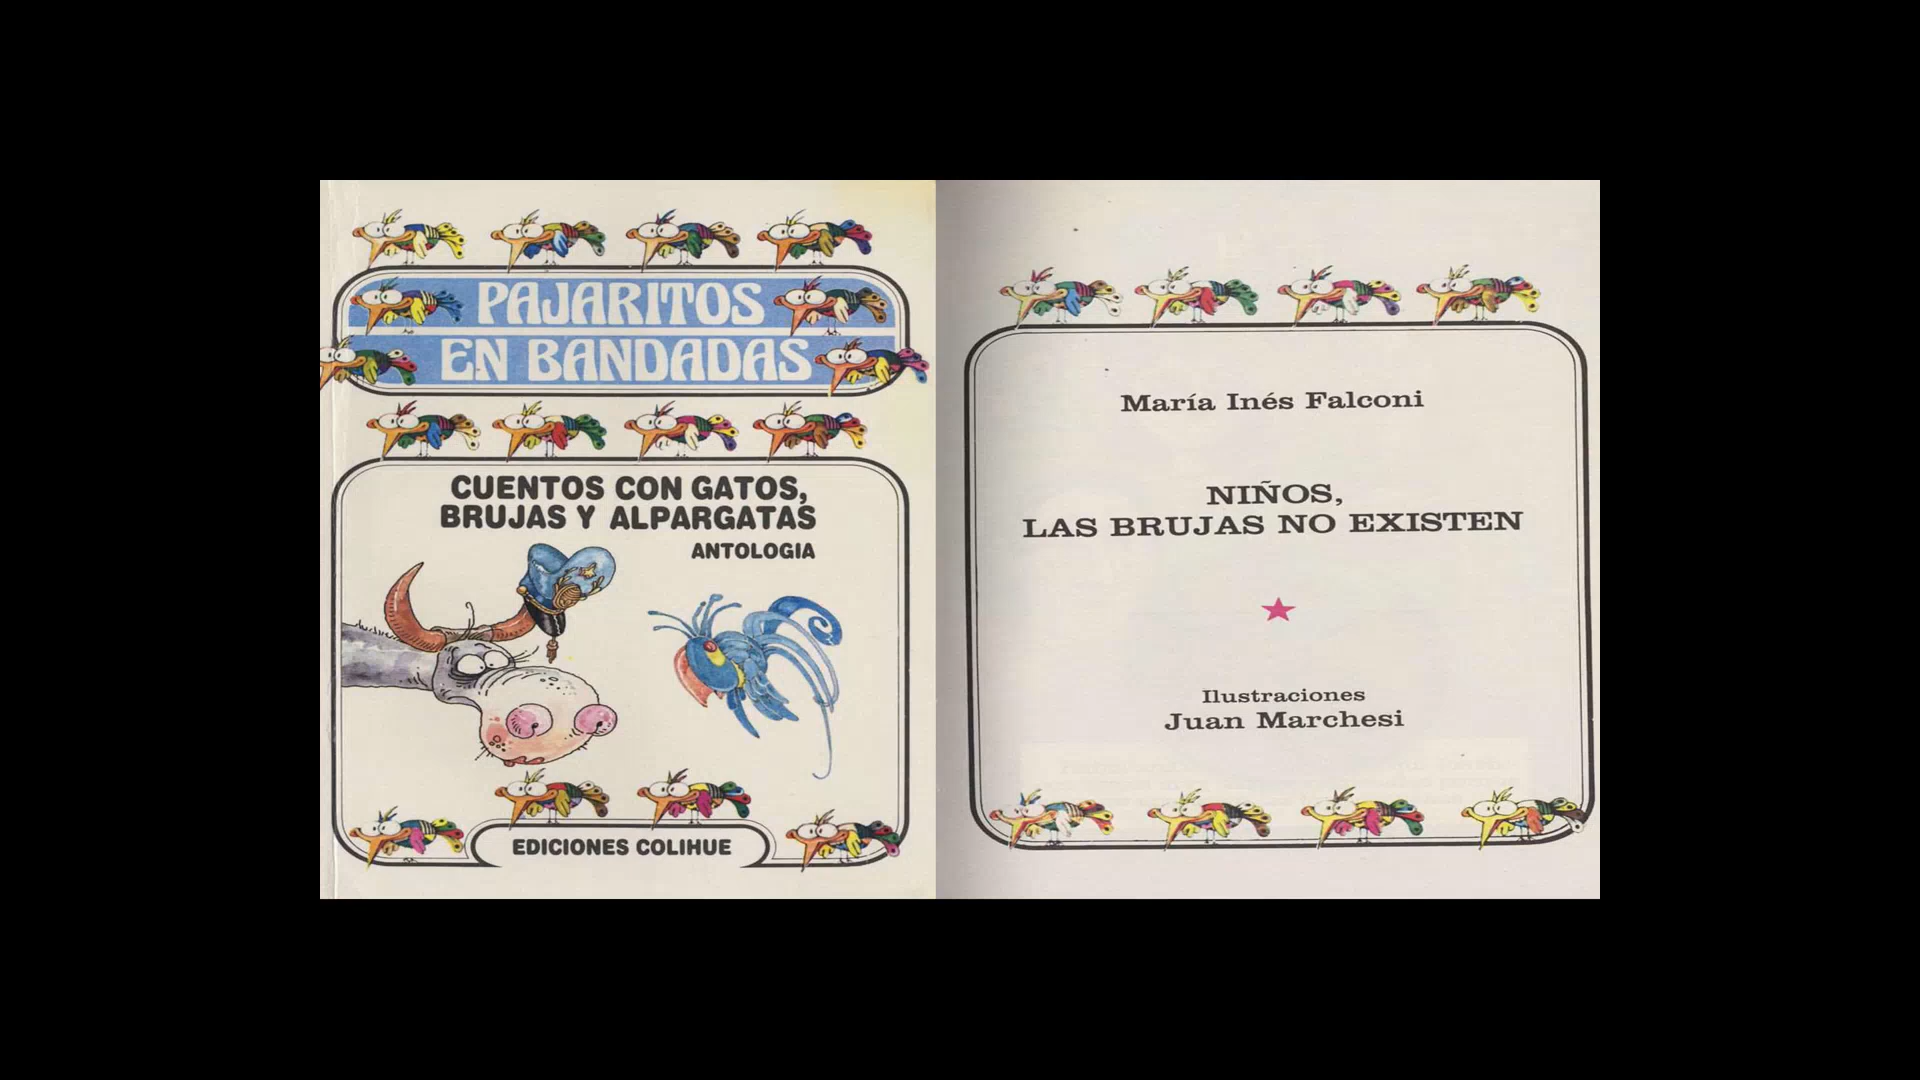 PAJARITOS
EN BANDADAS
CUENTOS CON GATOS,
BRUJAS Y ALPARGATAS
ANTOLOGIA
EDICIONES COLIHUE
María Inés Falconi
NIÑOS,
LAS BRUJAS NO EXISTEN
Ilustraciones
Juan Marchesi